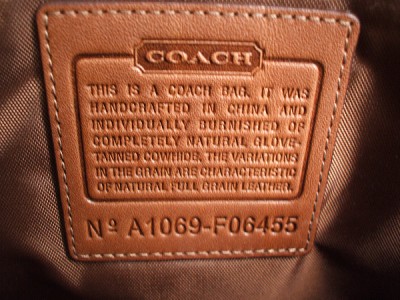 COACH
THIS IS A COACH BAG. IT WAS
HANDCRAFTED IN CHINA AND
INDIVIDUALLY BURNISHED OF
COMPLETELY NATURAL GLOVE-
TANNED COWHIDE, THE VARIATIONS
IN THE GRAIN ARE CHARACTERISTIC
OF NATURAL FULL GRAIN LEATHER.
Nº A1069-F06455